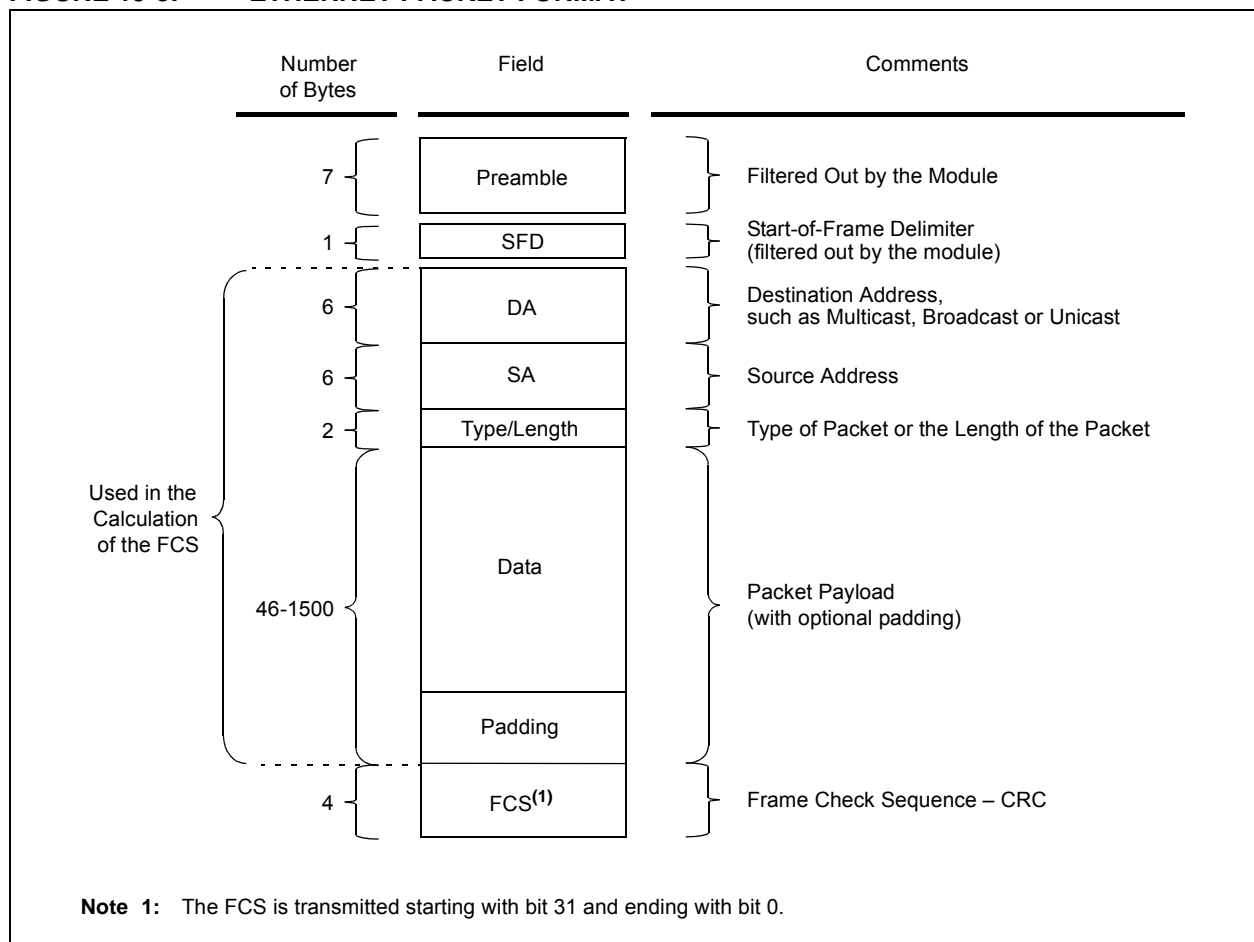 Number of Bytes Field Comments
7 Preamble Filtered Out by the Module
1 SFD Start-of-Frame Delimiter
(filtered out by the module)
6 DA Destination Address,
such as Multicast, Broadcast or Unicast
6 SA Source Address
2 Type/Length Type of Packet or the Length of the Packet
Used in the
Calculation
of the FCS
46-1500 Data Packet Payload
(with optional padding)
Padding
4 FCS(1) Frame Check Sequence – CRC
Note 1: The FCS is transmitted starting with bit 31 and ending with bit 0.